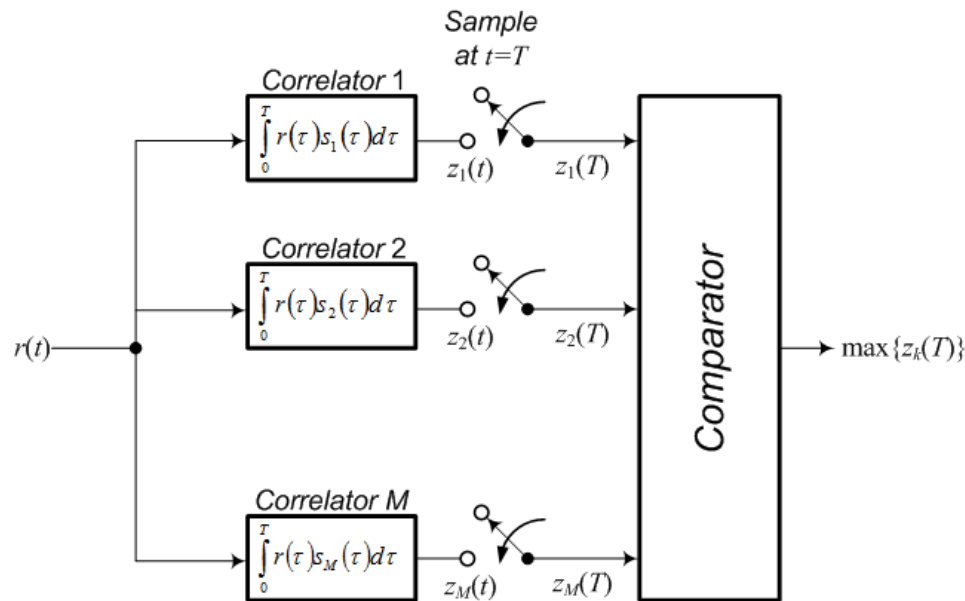 Sample
at t=T
Correlator 1
∫₀ᵀ r(τ)s₁(τ)dτ
z₁(t)
z₁(T)
Correlator 2
∫₀ᵀ r(τ)s₂(τ)dτ
z₂(t)
z₂(T)
r(t)
Comparator
max{zₖ(T)}
Correlator M
∫₀ᵀ r(τ)s_M(τ)dτ
z_M(t)
z_M(T)